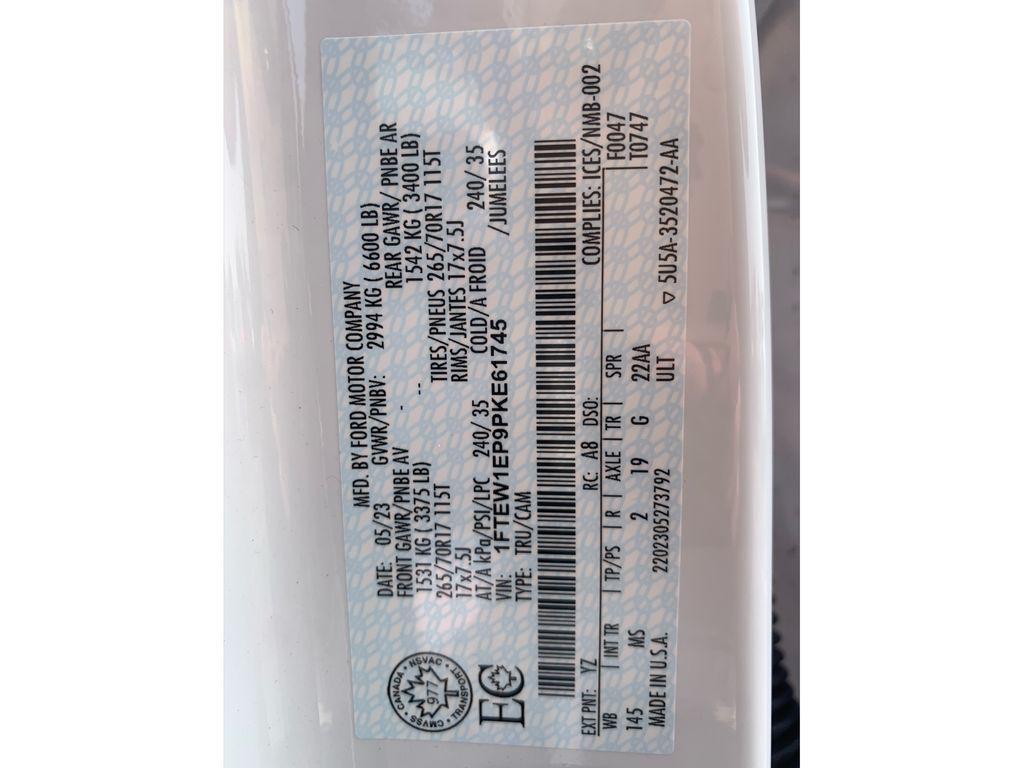 MFD. BY FORD MOTOR COMPANY
DATE: 05/23 GVWR/PNBV: 2994 KG ( 6600 LB)
FRONT GAWR/PNBE AV REAR GAWR/ PNBE AR
1531 KG ( 3375 LB) - -- 1542 KG ( 3400 LB)
265/70R17 115T TIRES/PNEUS 265/70R17 115T
17x7.5J RIMS/JANTES 17x7.5J
AT/A kPa/PSI/LPC 240/ 35 COLD/A FROID 240/ 35
VIN: 1FTEW1EP9PKE61745 /JUMELEES
TYPE: TRU/CAM
CANADA · NSVAC · TRANSPORT · CMVSS
977
EC
EXT PNT: YZ RC: A8 DSO: COMPLIES: ICES/NMB-002
WB | INT TR | TP/PS | R | AXLE | TR | SPR | F0047
145 MS 2 19 G 22AA T0747
MADE IN U.S.A. 2202305273792 ULT
▽ 5U5A-3520472-AA